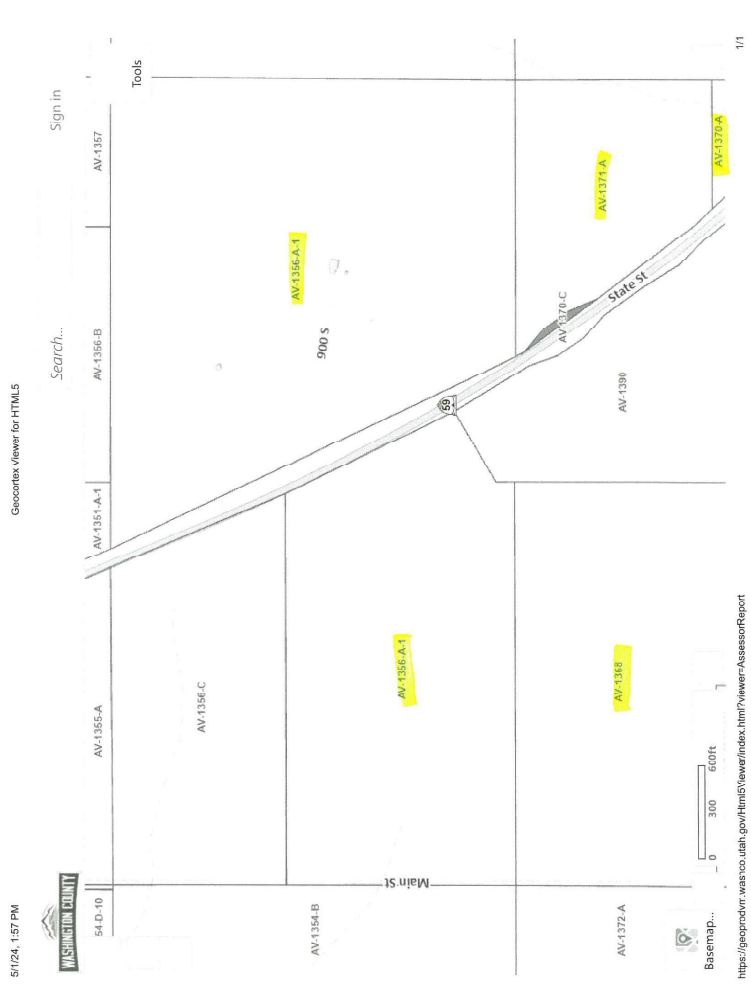 5/1/24, 1:57 PM
Geocortex Viewer for HTML5
WASHINGTON COUNTY
Search...
Sign in
54-D-10
AV-1355-A
AV-1351-A-1
AV-1356-B
AV-1357
Tools
AV-1356-C
AV-1354-B
AV-1356-A-1
900 S
AV-1356-A-1
Main St
59
AV-1370-C
State St
AV-1371-A
AV-1372-A
AV-1368
AV-1390
0 300 600ft
Basemap...
AV-1370-A
https://geoprodvm.washco.utah.gov/Html5Viewer/index.html?viewer=AssessorReport
1/1